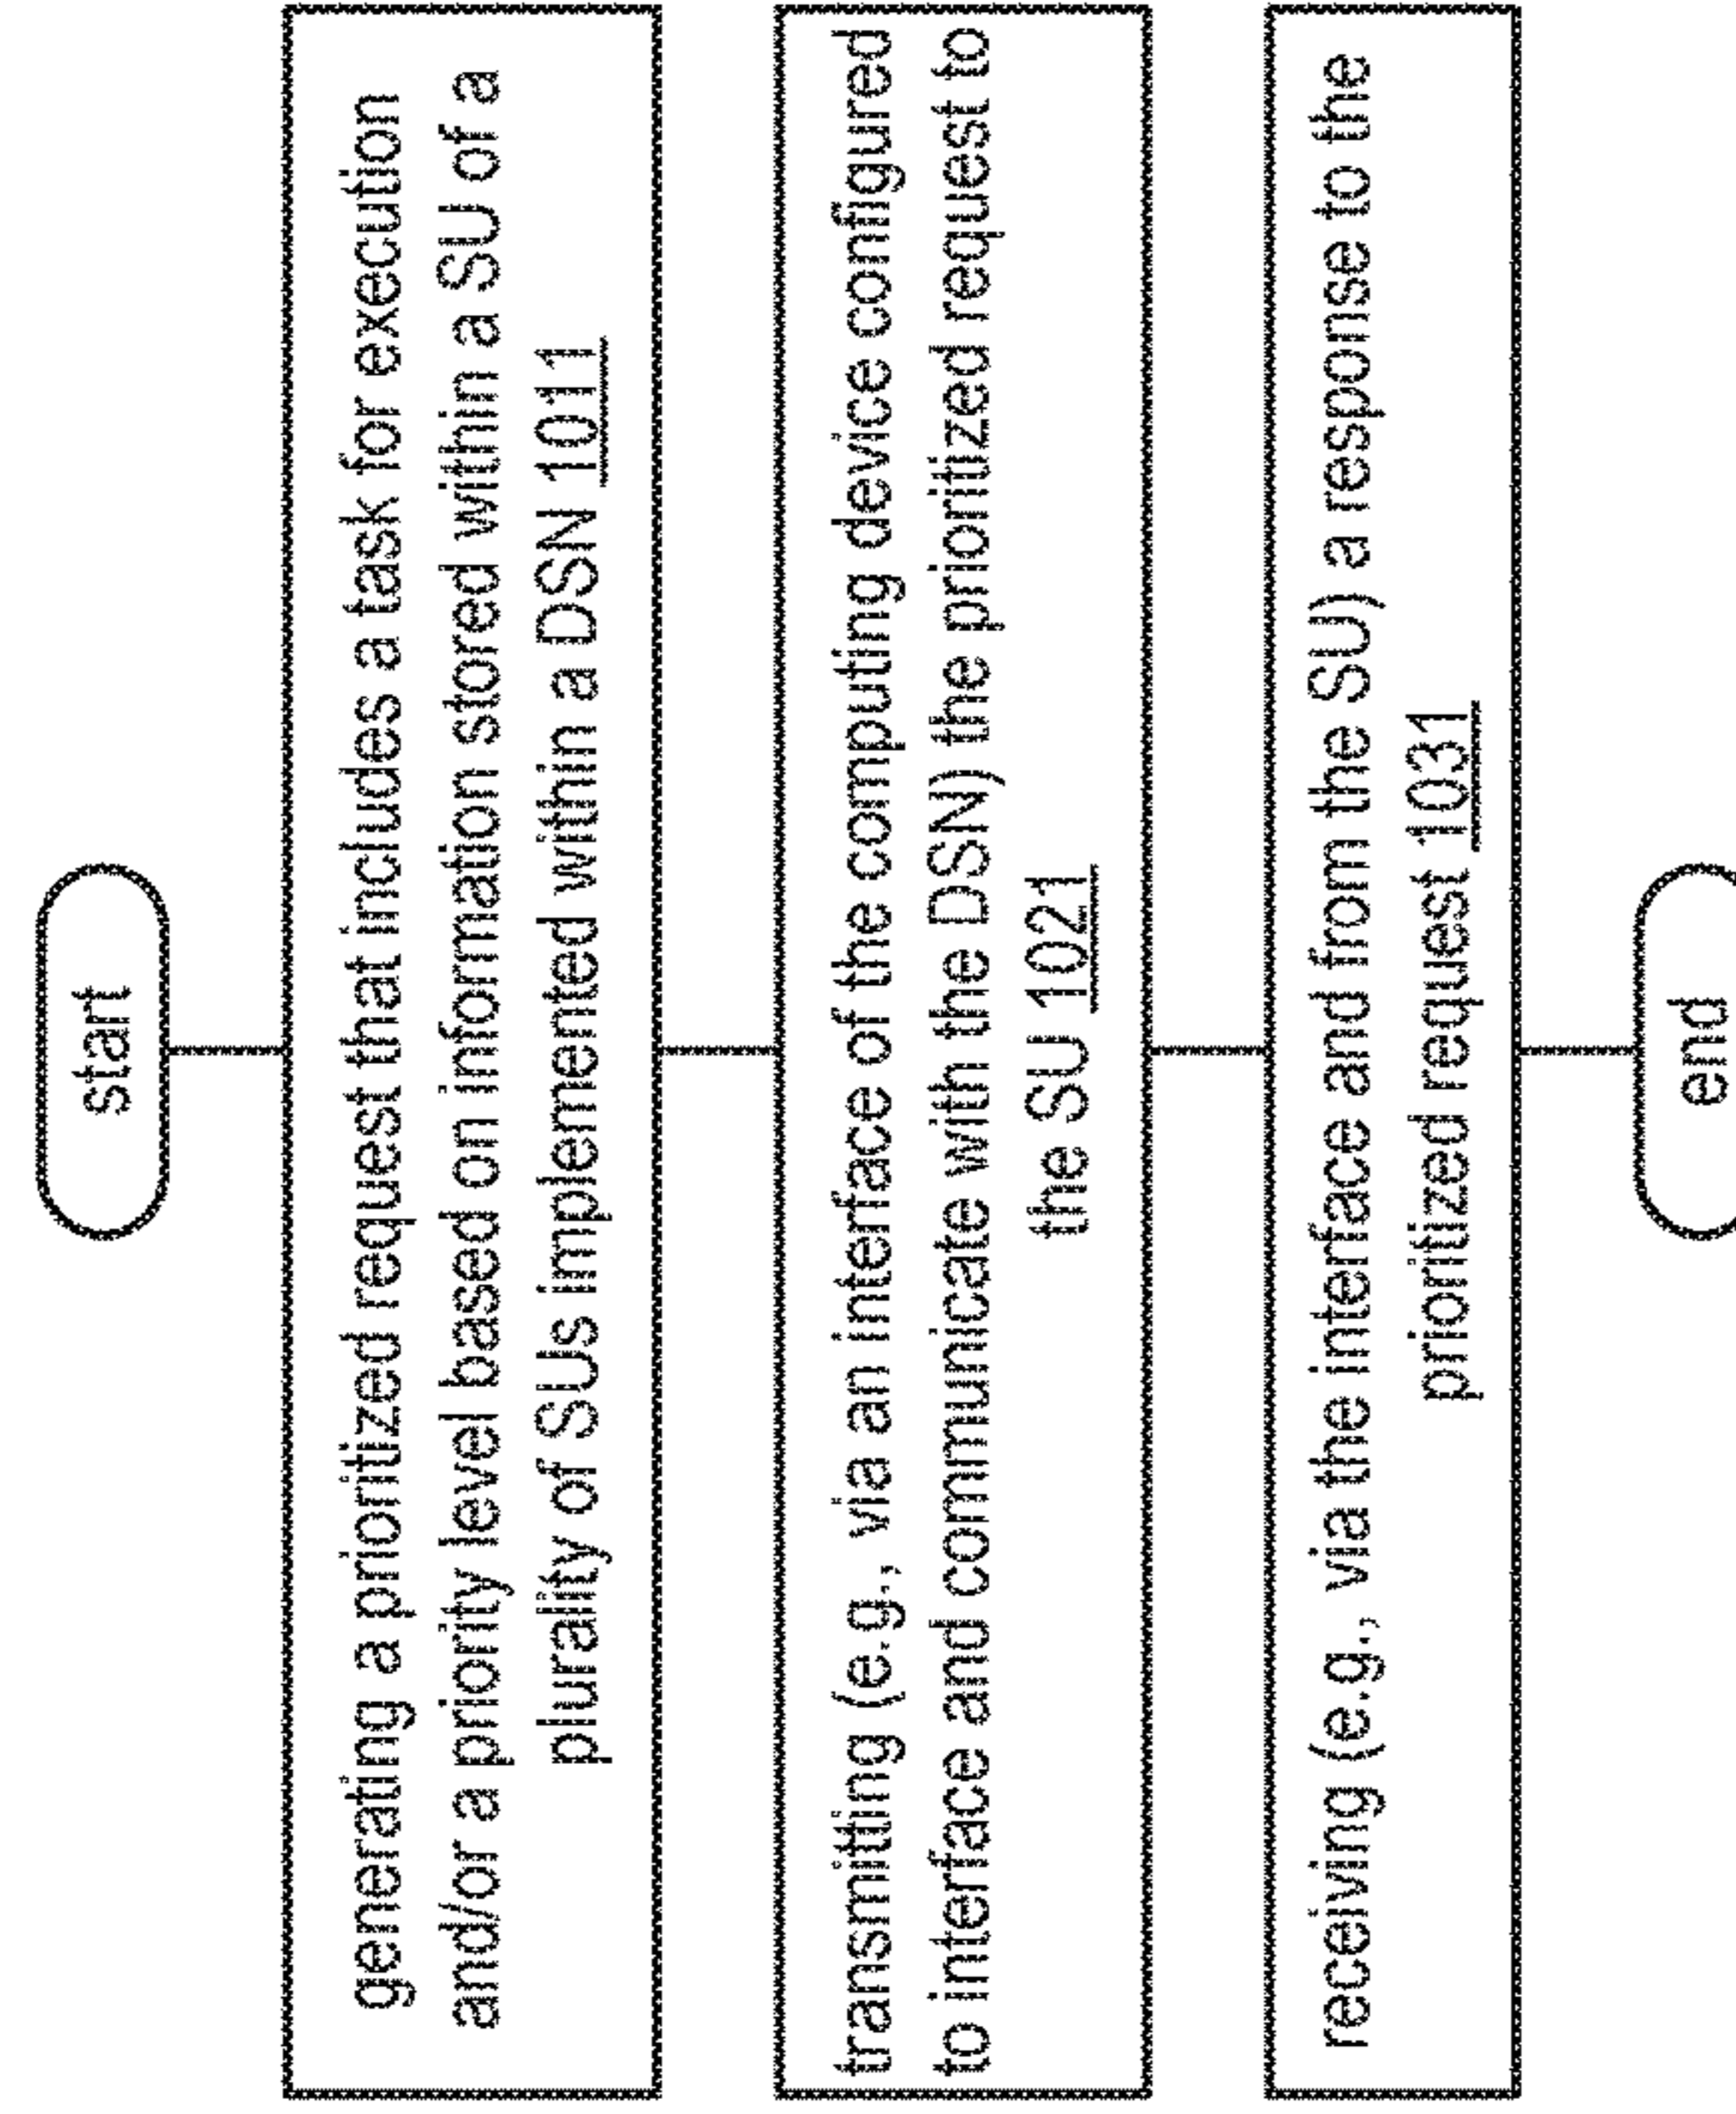 start
generating a prioritized request that includes a task for execution
and/or a priority level based on information stored within a SU of a
plurality of SUs implemented within a DSN 1011
transmitting (e.g., via an interface of the computing device configured
to interface and communicate with the DSN) the prioritized request to
the SU 1021
receiving (e.g., via the interface and from the SU) a response to the
prioritized request 1031
end